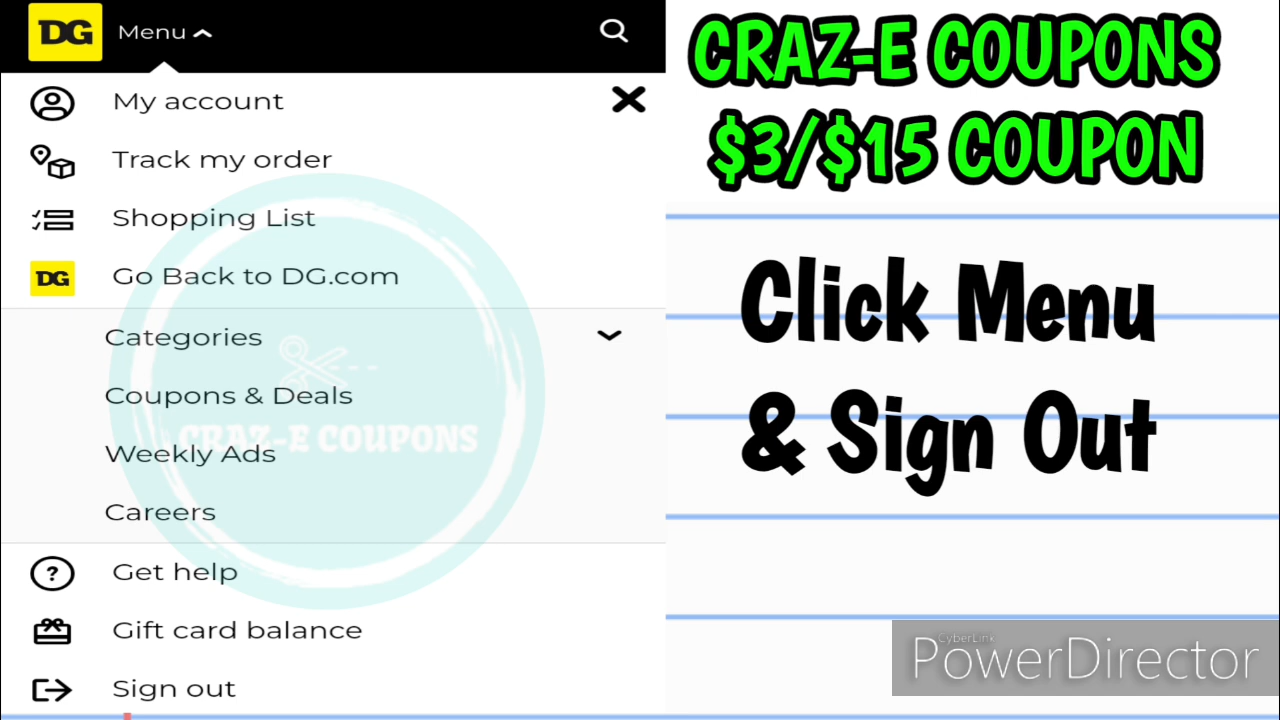 DG Menu
My account
Track my order
Shopping List
DG Go Back to DG.com
Categories
Coupons & Deals
CRAZ-E COUPONS
Weekly Ads
Careers
? Get help
Gift card balance
Sign out
CRAZ-E COUPONS
$3/$15 COUPON
Click Menu
& Sign Out
CyberLink
PowerDirector